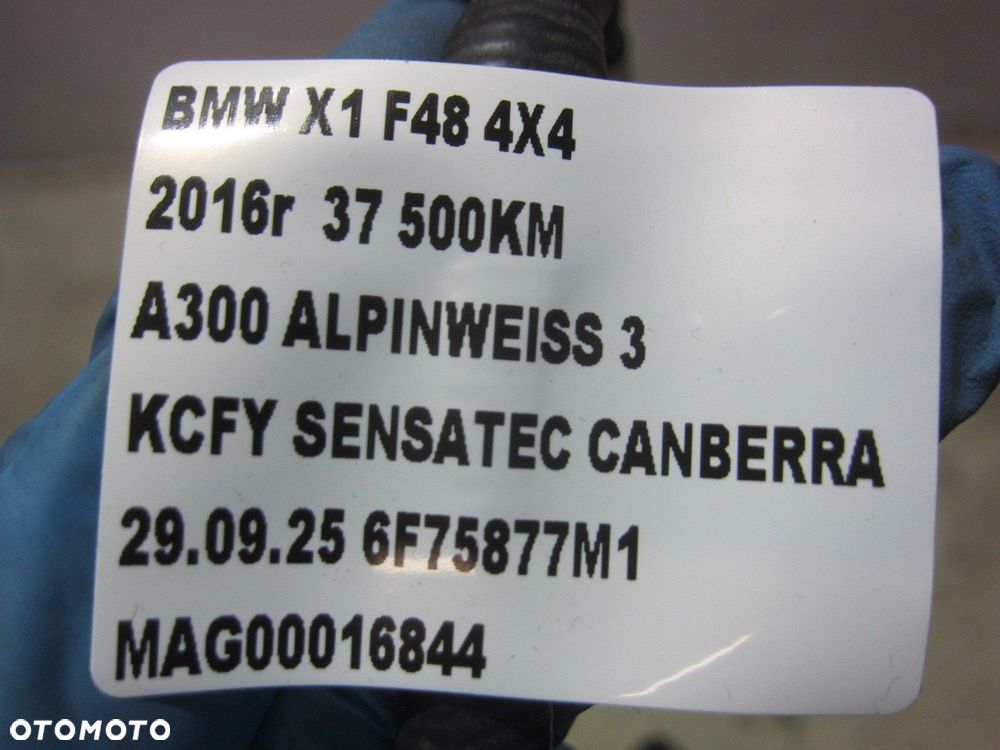 BMW X1 F48 4X4
2016r 37 500KM
A300 ALPINWEISS 3
KCFY SENSATEC CANBERRA
29.09.25 6F75877M1
MAG00016844
OTOMOTO